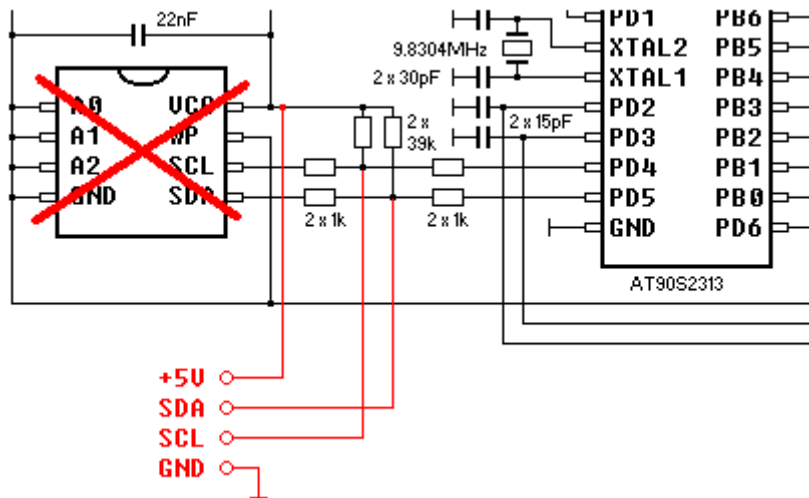 22nF
A0 VCC
A1 WP
A2 SCL
GND SDA
2 x 1k
2 x 1k
2 x
39k
9.8304MHz
2 x 30pF
2 x 15pF
PD1 PB6
XTAL2 PB5
XTAL1 PB4
PD2 PB3
PD3 PB2
PD4 PB1
PD5 PB0
GND PD6
AT90S2313
+5V
SDA
SCL
GND